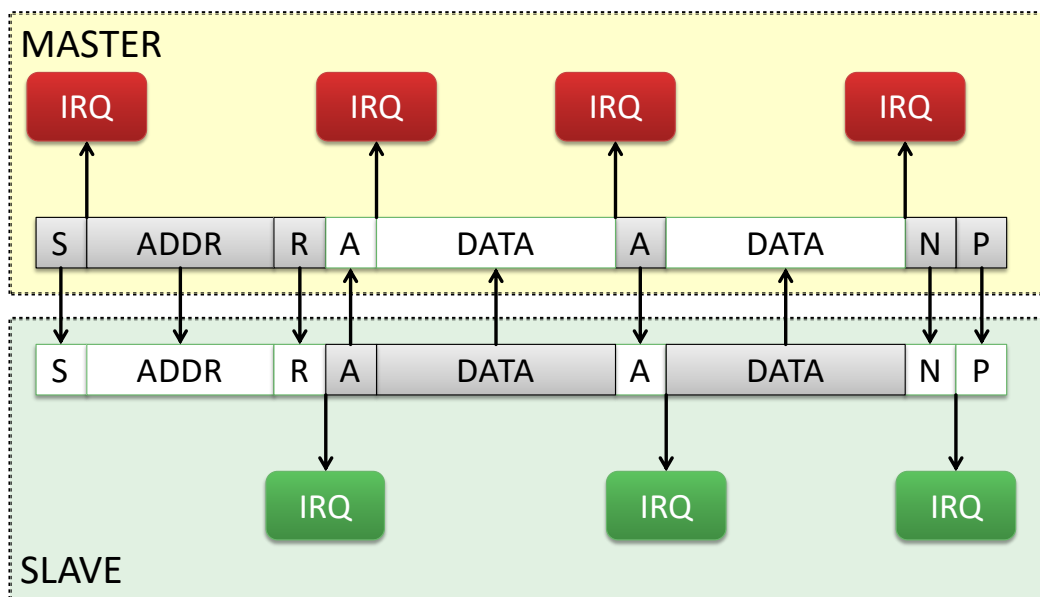 MASTER
IRQ IRQ IRQ IRQ
S ADDR R A DATA A DATA N P
S ADDR R A DATA A DATA N P
IRQ IRQ IRQ
SLAVE